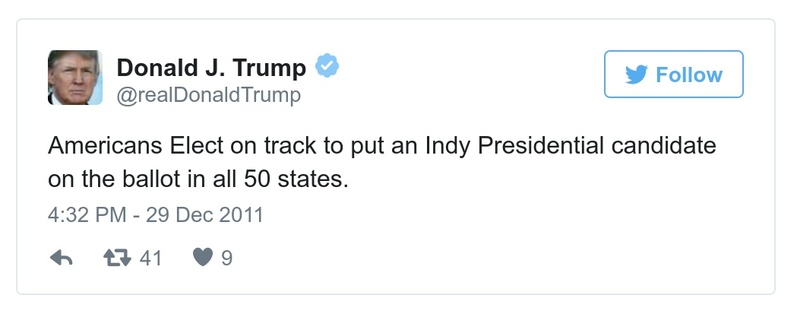 Donald J. Trump
@realDonaldTrump
Follow
Americans Elect on track to put an Indy Presidential candidate
on the ballot in all 50 states.
4:32 PM - 29 Dec 2011
41 9